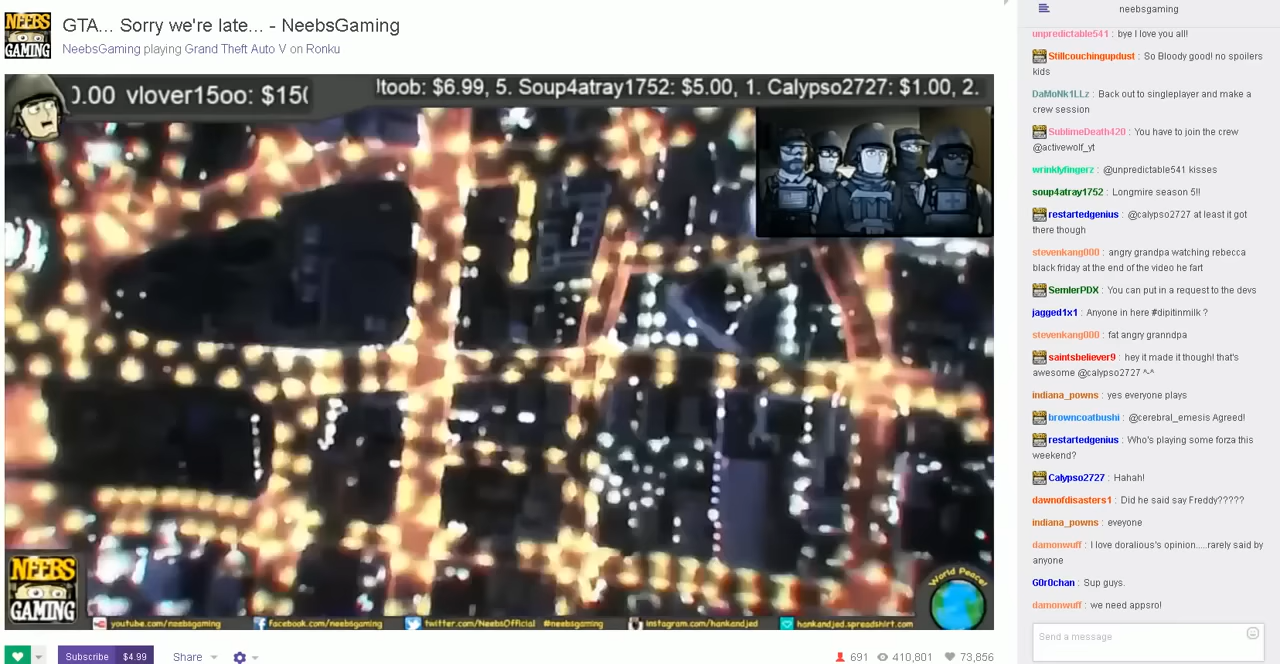 NEEBS
GAMING
GTA... Sorry we're late... - NeebsGaming
NeebsGaming playing Grand Theft Auto V on Ronku
vlover15oo:
5. Soup4atray1752: $5.00, 1. Calypso2727: $1.00, 2.
NEEBS
GAMING
World Peace!
youtube.com/neebsgaming
facebook.com/neebsgaming
twitter.com/NeebsOfficial #neebsgaming
instagram.com/hankandjed
hankandjed.spreadshirt.com
Subscribe $4.99
Share
691 410,801 73,856
neebsgaming
unpredictable541 : bye I love you all!
Stillcouchingupdust : So Bloody good! no spoilers
kids
DaMoNk1LLz : Back out to singleplayer and make a
crew session
SublimeDeath420 : You have to join the crew
@activewolf_yt
wrinklyfingerz : @unpredictable541 kisses
soup4atray1752 : Longmire season 5!!
restartedgenius : @calypso2727 at least it got
there though
stevenkang000 : angry grandpa watching rebecca
black friday at the end of the video he fart
SemlerPDX : You can put in a request to the devs
jagged1x1 : Anyone in here #dipitinmilk ?
stevenkang000 : fat angry granndpa
saintsbeliever9 : hey it made it though! that's
awesome @calypso2727 ^-^
indiana_powns : yes everyone plays
browncoatbushi : @cerebral_emesis Agreed!
restartedgenius : Who's playing some forza this
weekend?
Calypso2727 : Hahah!
dawnofdisasters1 : Did he said say Freddy?????
indiana_powns : eveyone
damonwuff : I love doralious's opinion.....rarely said by
anyone
G0r0chan : Sup guys.
damonwuff : we need appsro!
Send a message